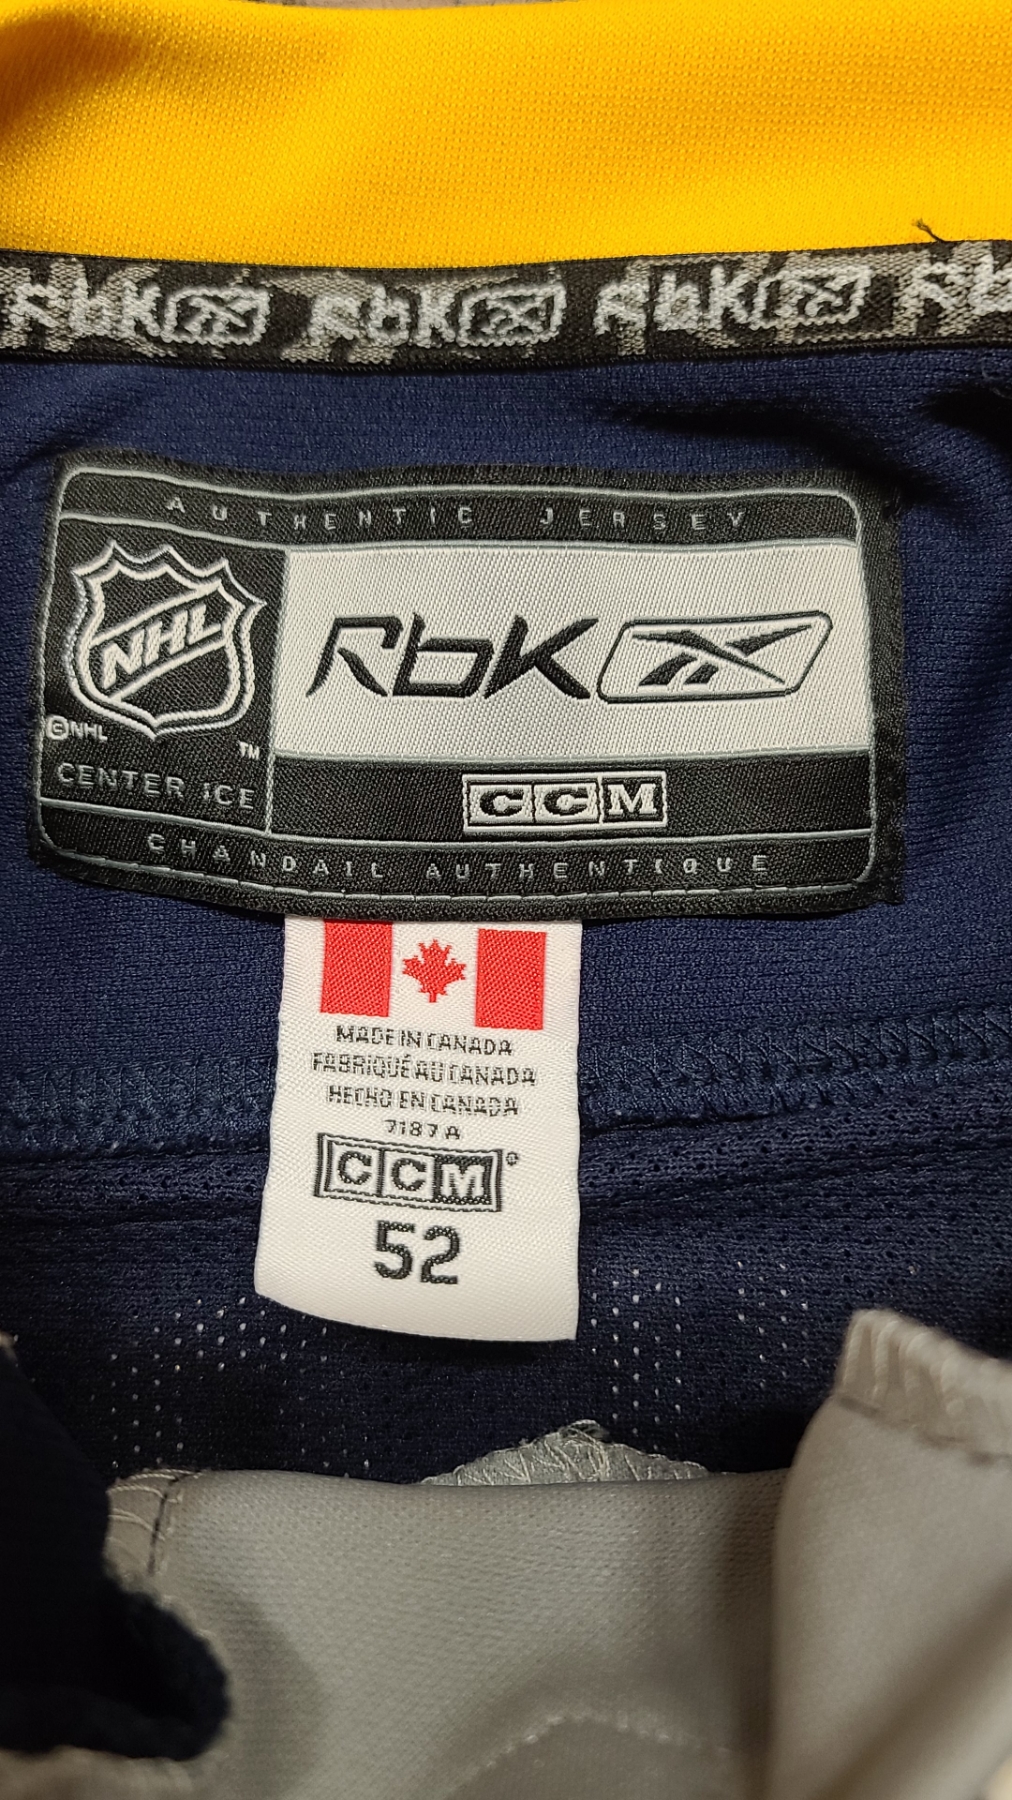 RbK RbK RbK Rb
AUTHENTIC JERSEY
NHL
RbK
©NHL
TM
CENTER ICE
CCM
CHANDAIL AUTHENTIQUE
MADE IN CANADA
FABRIQUÉ AU CANADA
HECHO EN CANADA
7187A
CCM®
52